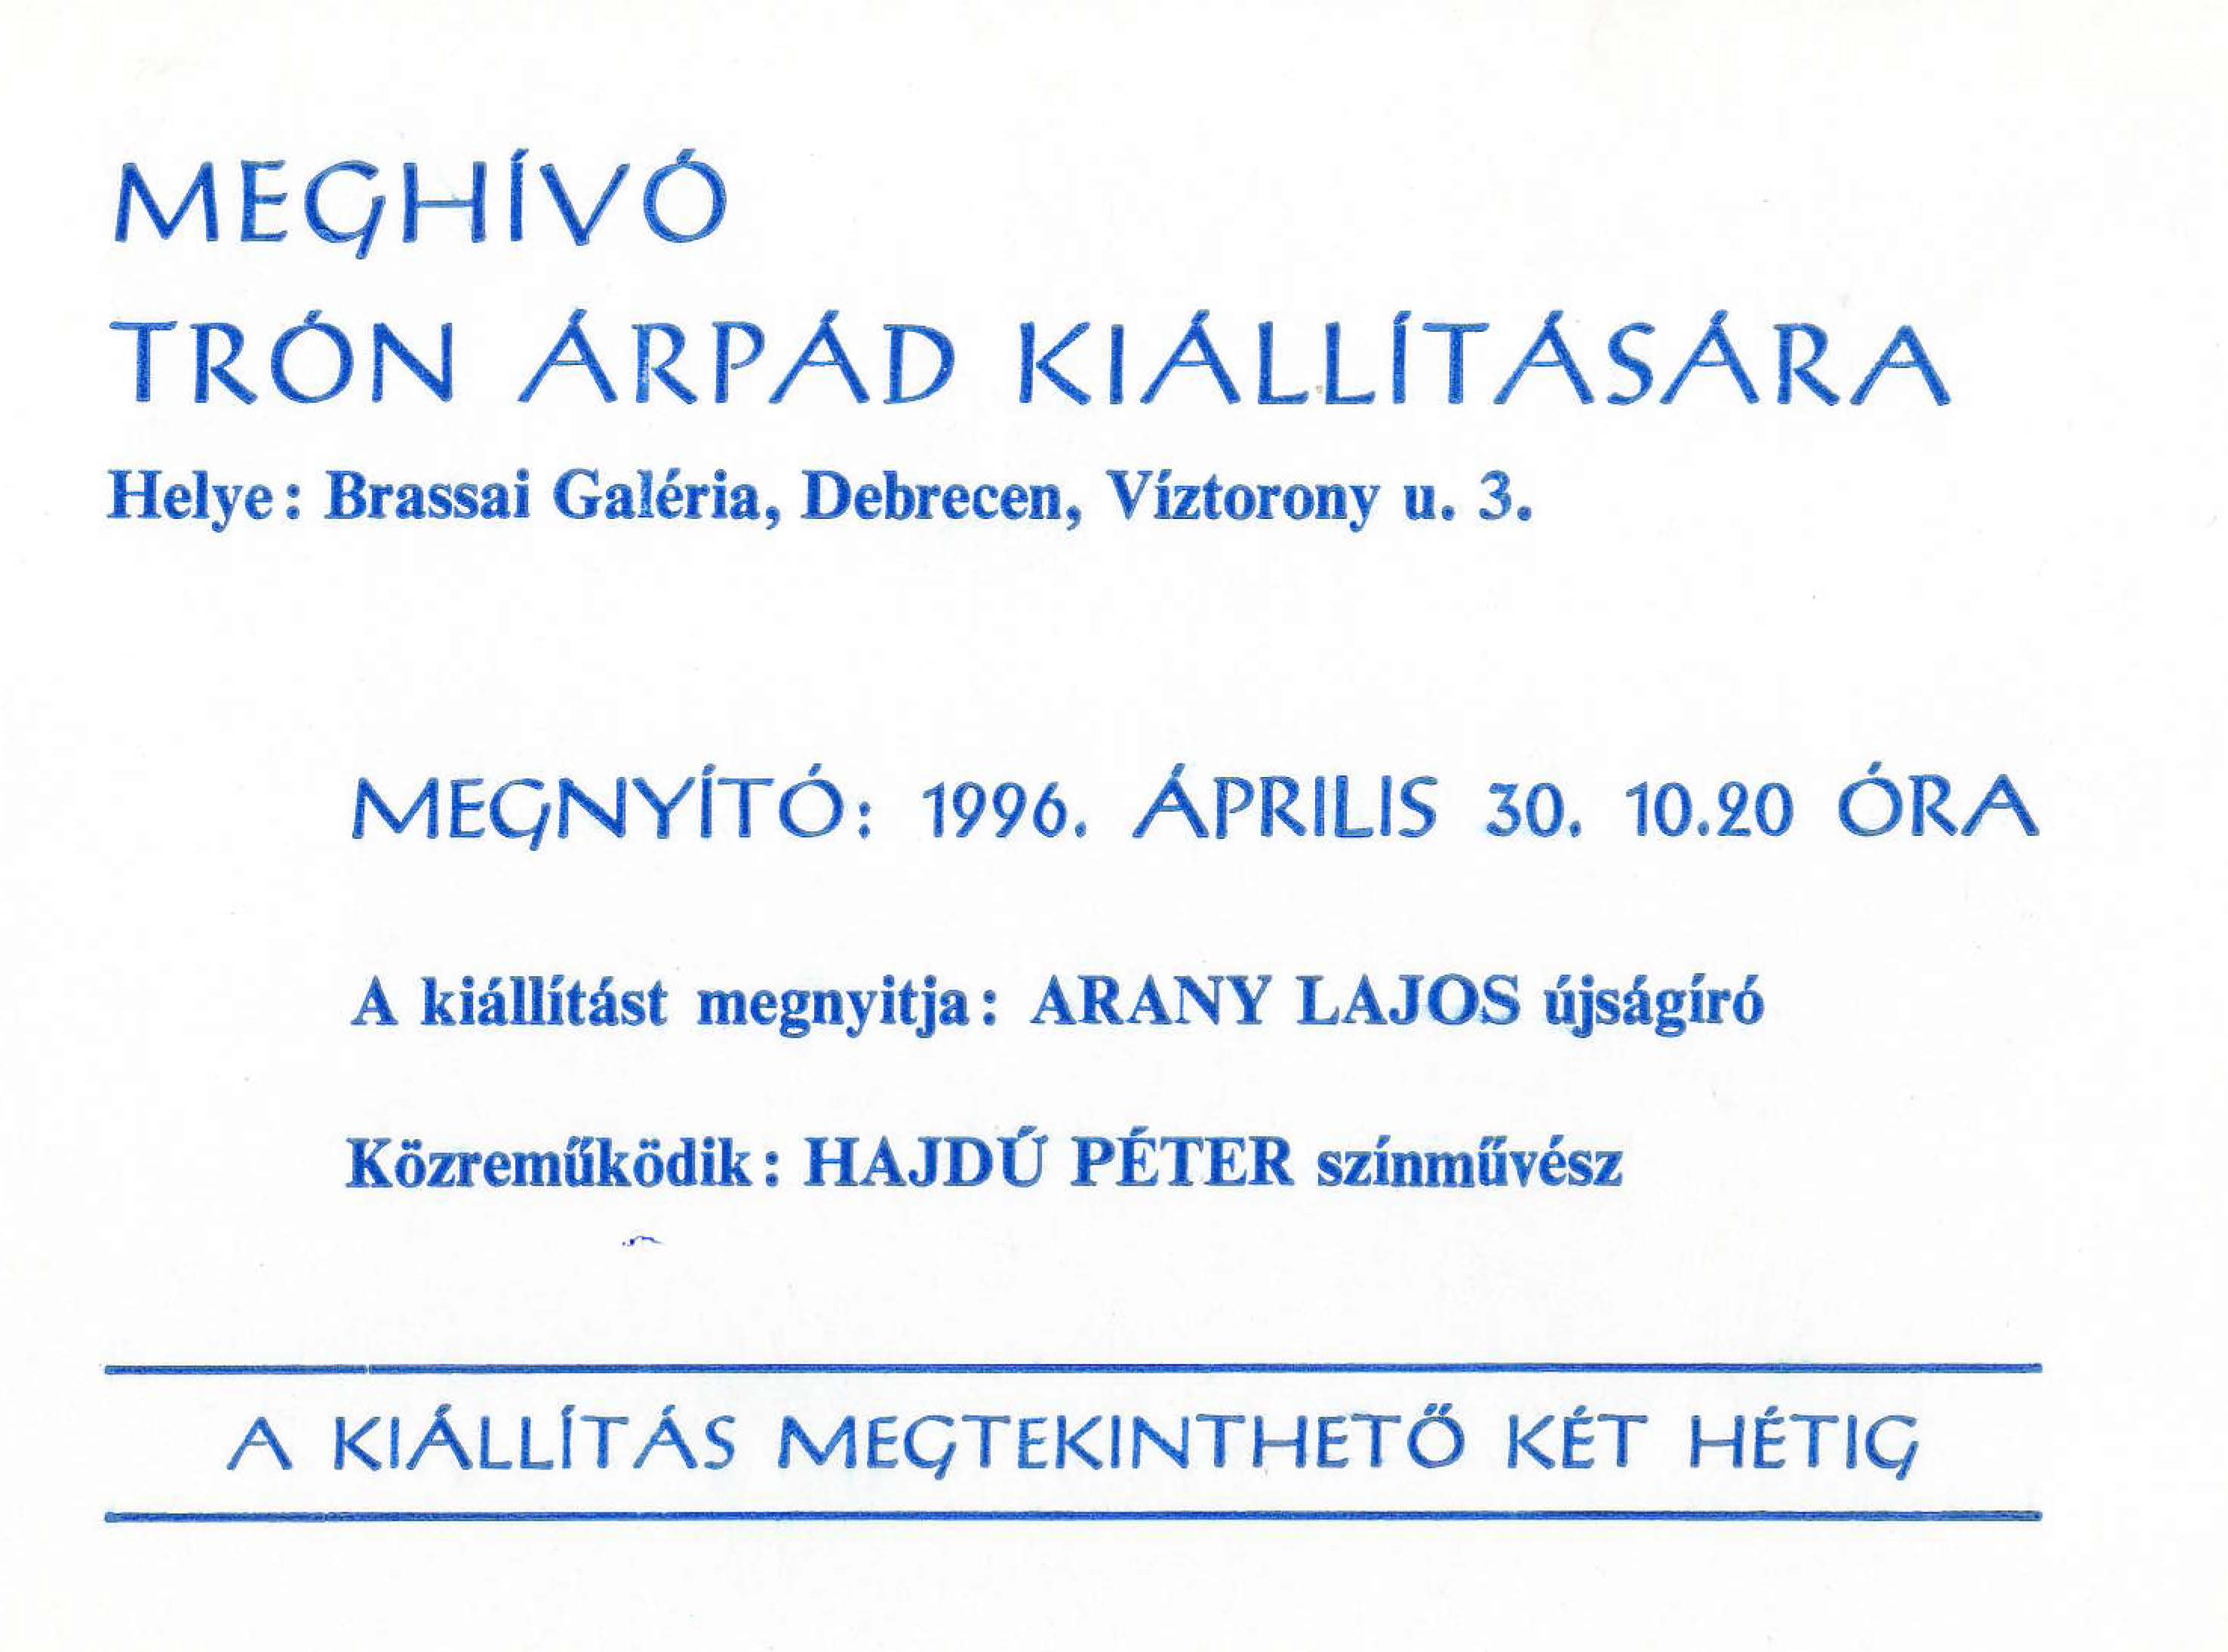 MEGHÍVÓ
TRÓN ÁRPÁD KIÁLLÍTÁSÁRA
Helye: Brassai Galéria, Debrecen, Víztorony u. 3.
MEGNYÍTÓ: 1996. ÁPRILIS 30. 10.20 ÓRA
A kiállítást megnyitja: ARANY LAJOS újságíró
Közreműködik: HAJDÚ PÉTER színművész
A KIÁLLÍTÁS MEGTEKINTHETŐ KÉT HÉTIG